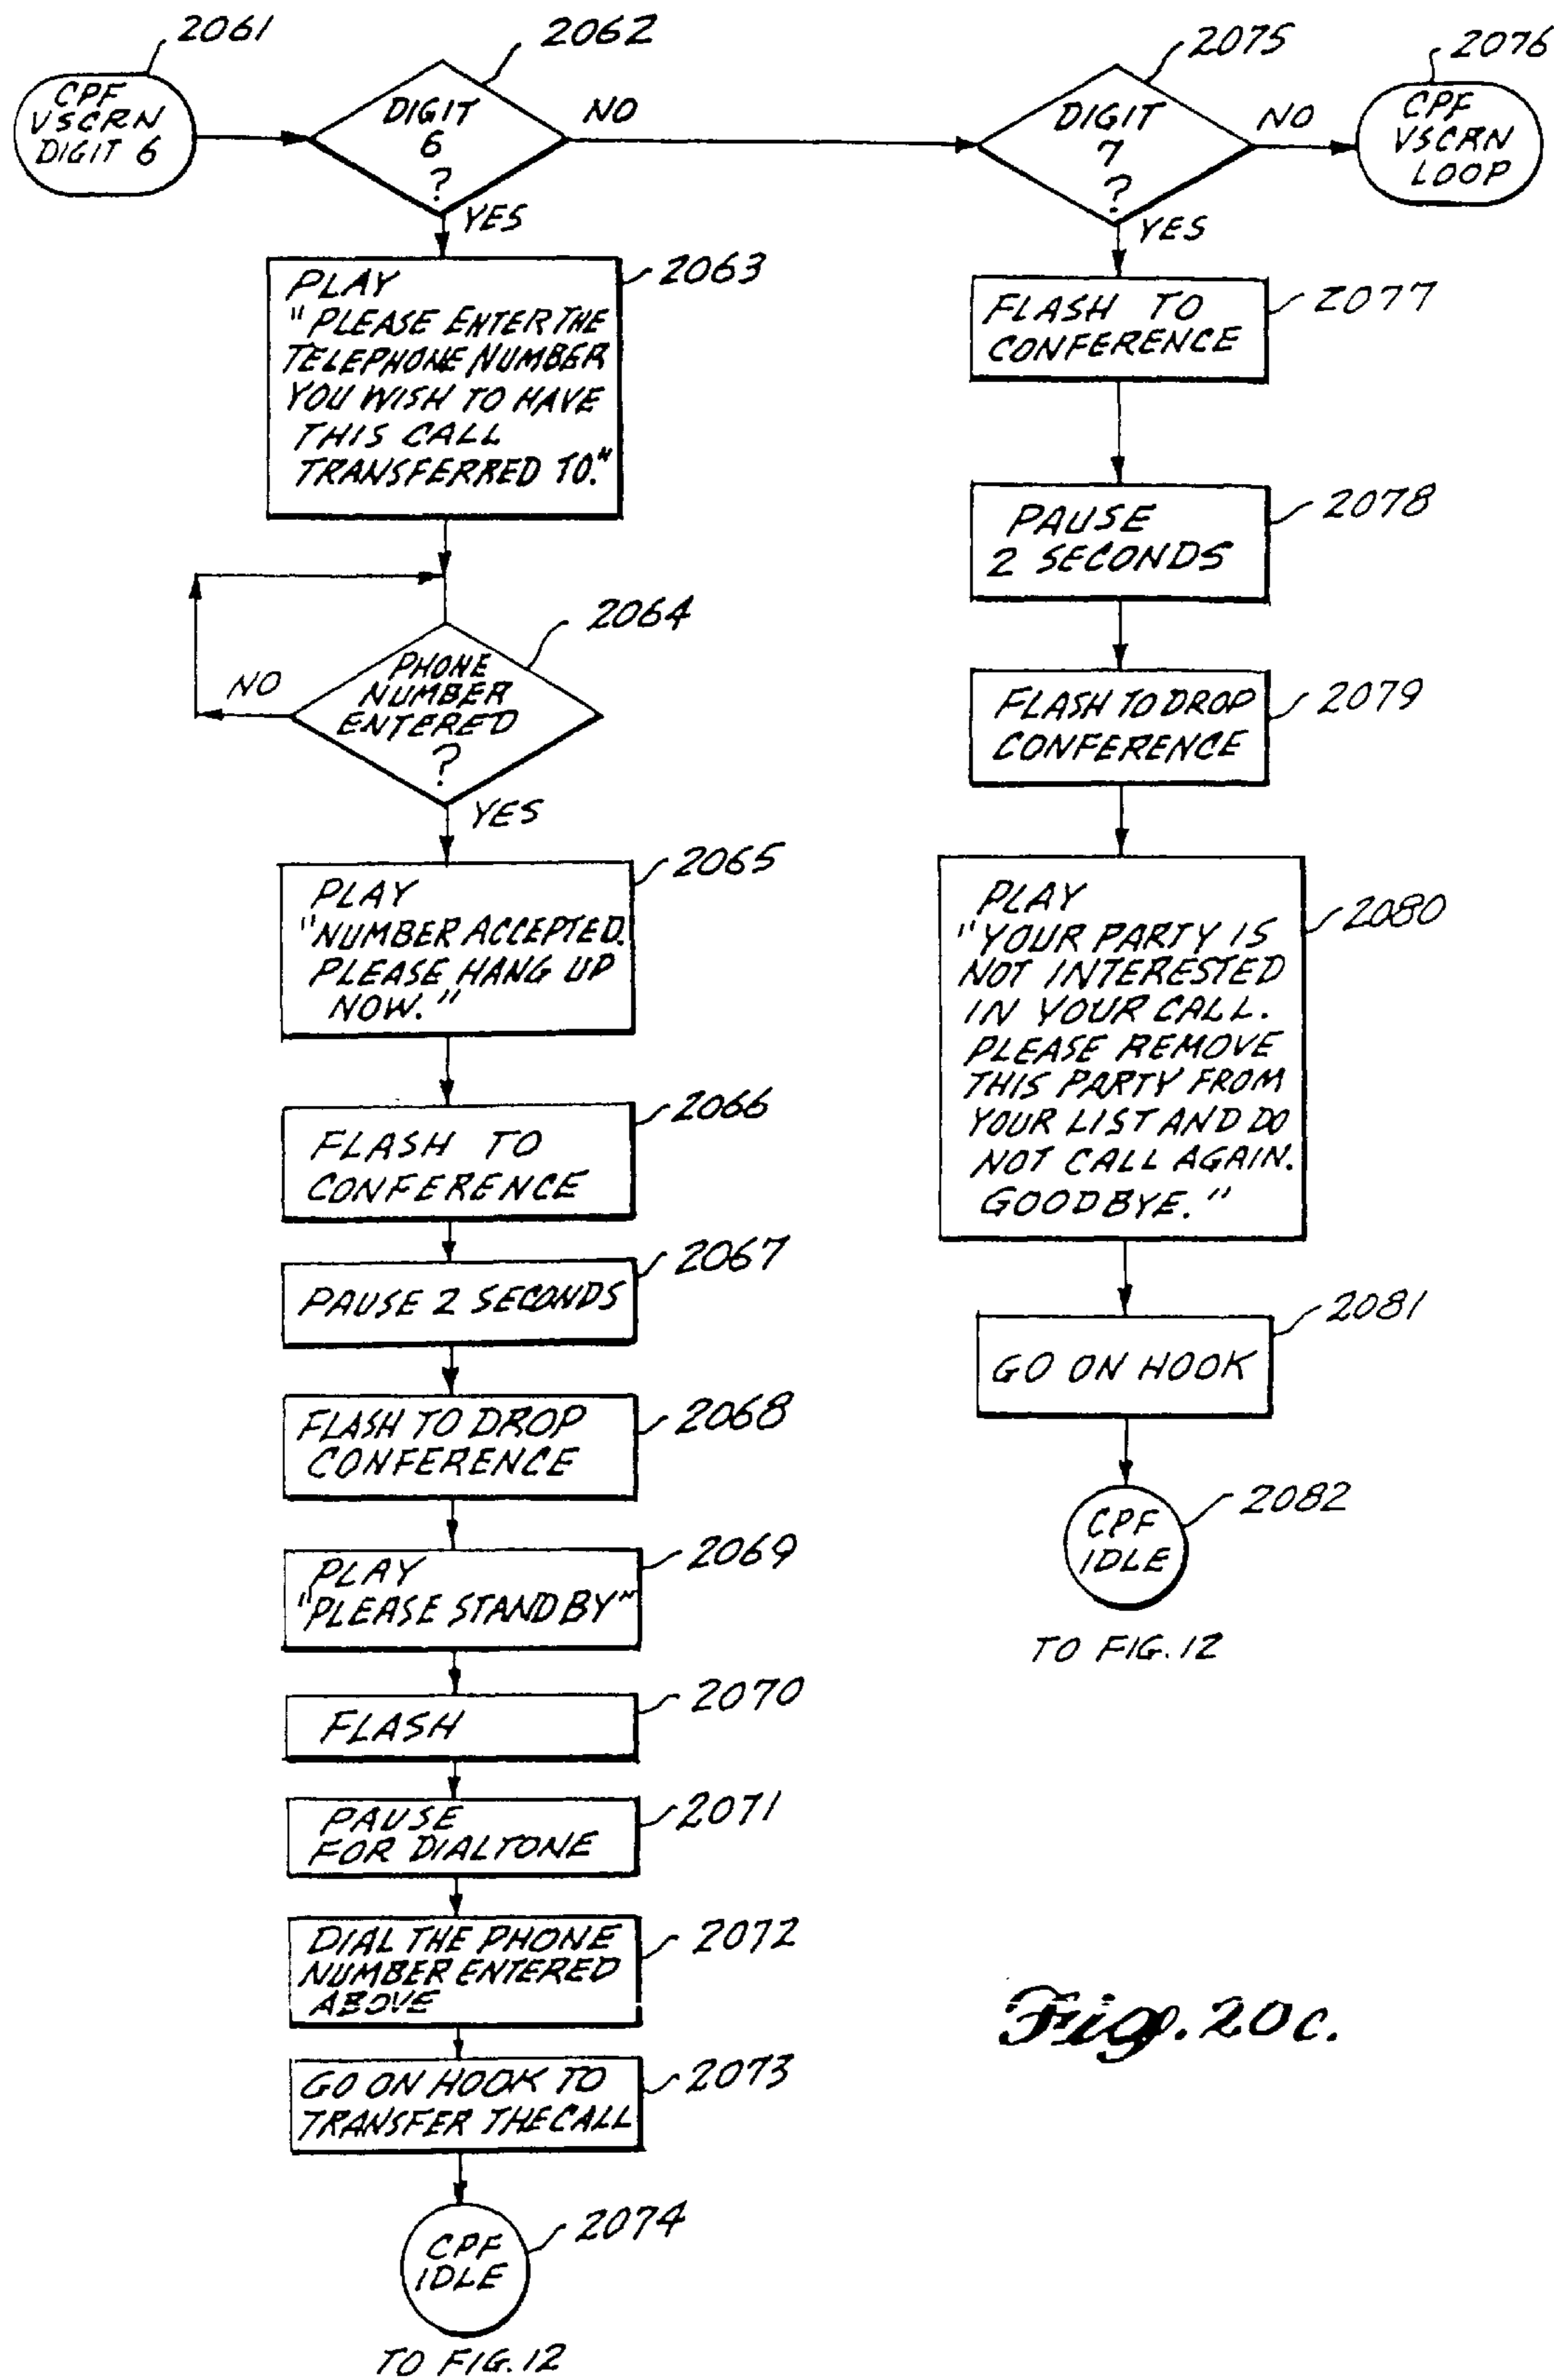 2061
CPF
VSCRN
DIGIT 6
2062
DIGIT
6
?
NO
YES
2075
DIGIT
7
?
NO
YES
2076
CPF
VSCRN
LOOP
2063
PLAY
"PLEASE ENTER THE
TELEPHONE NUMBER
YOU WISH TO HAVE
THIS CALL
TRANSFERRED TO."
2064
PHONE
NUMBER
ENTERED
?
NO
YES
2065
PLAY
"NUMBER ACCEPTED.
PLEASE HANG UP
NOW."
2066
FLASH TO
CONFERENCE
2067
PAUSE 2 SECONDS
2068
FLASH TO DROP
CONFERENCE
2069
PLAY
"PLEASE STAND BY"
2070
FLASH
2071
PAUSE
FOR DIALTONE
2072
DIAL THE PHONE
NUMBER ENTERED
ABOVE
2073
GO ON HOOK TO
TRANSFER THE CALL
2074
CPF
IDLE
TO FIG. 12
2077
FLASH TO
CONFERENCE
2078
PAUSE
2 SECONDS
2079
FLASH TO DROP
CONFERENCE
2080
PLAY
"YOUR PARTY IS
NOT INTERESTED
IN YOUR CALL.
PLEASE REMOVE
THIS PARTY FROM
YOUR LIST AND DO
NOT CALL AGAIN.
GOODBYE."
2081
GO ON HOOK
2082
CPF
IDLE
TO FIG. 12
Fig. 20c.